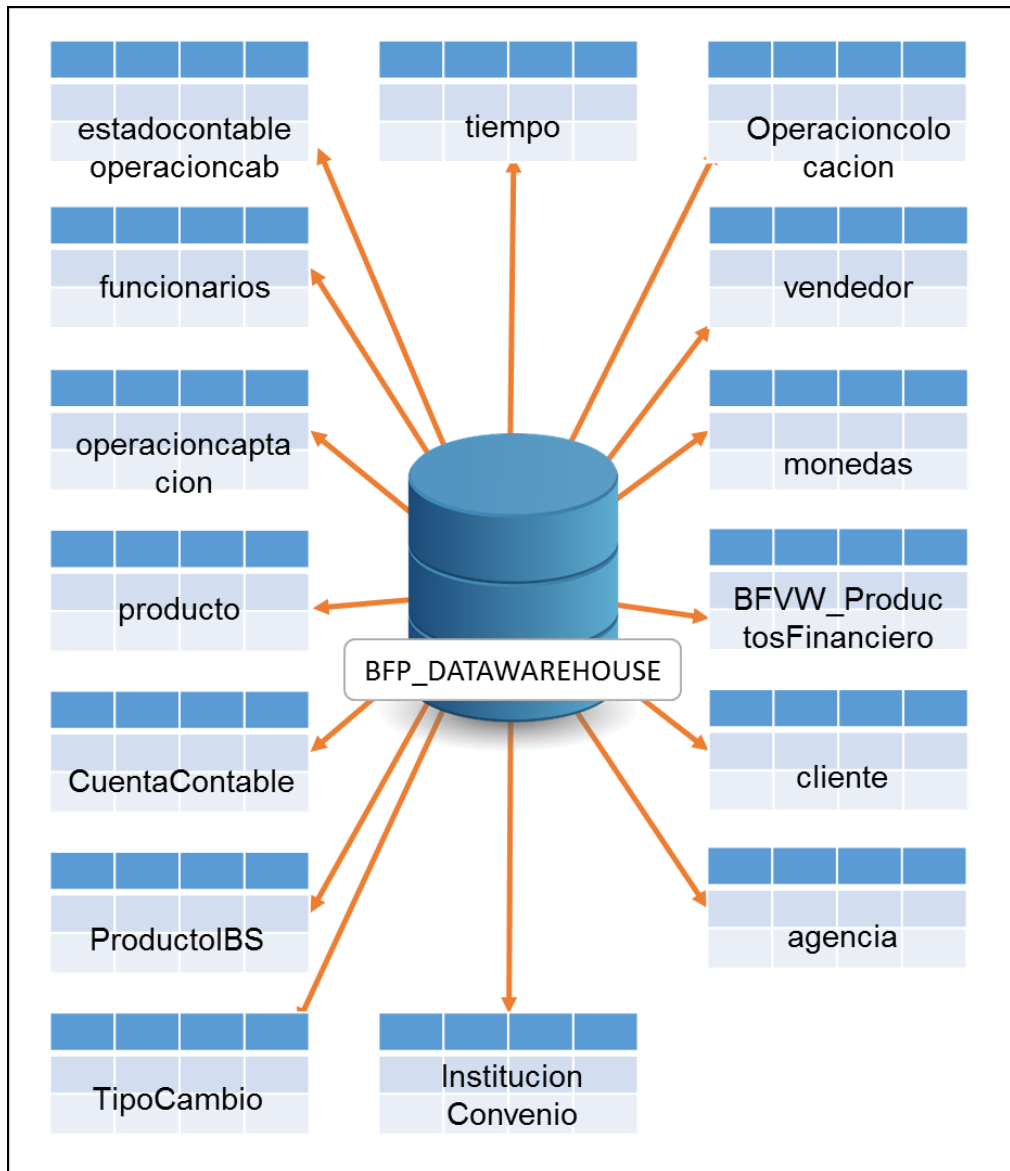 estadocontable
operacioncab
tiempo
Operacioncolo
cacion
funcionarios
vendedor
operacioncapta
cion
monedas
producto
BFVW_Produc
tosFinanciero
BFP_DATAWAREHOUSE
CuentaContable
cliente
ProductoIBS
agencia
TipoCambio
Institucion
Convenio